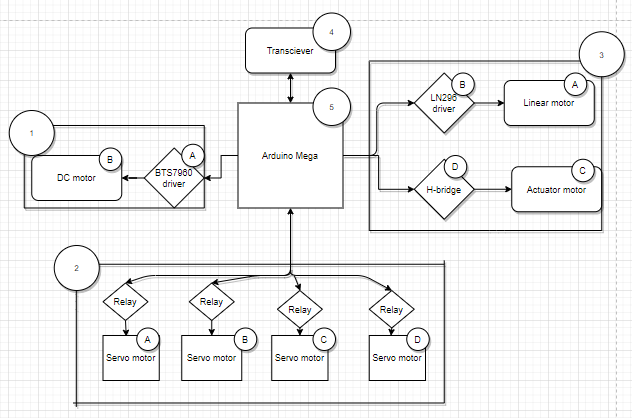 4
Transciever
3
B
A
LN296
driver
Linear motor
5
1
Arduino Mega
A
B
BTS7960
driver
DC motor
D
C
H-bridge
Actuator motor
2
Relay
Relay
Relay
Relay
A
B
C
D
Servo motor
Servo motor
Servo motor
Servo motor